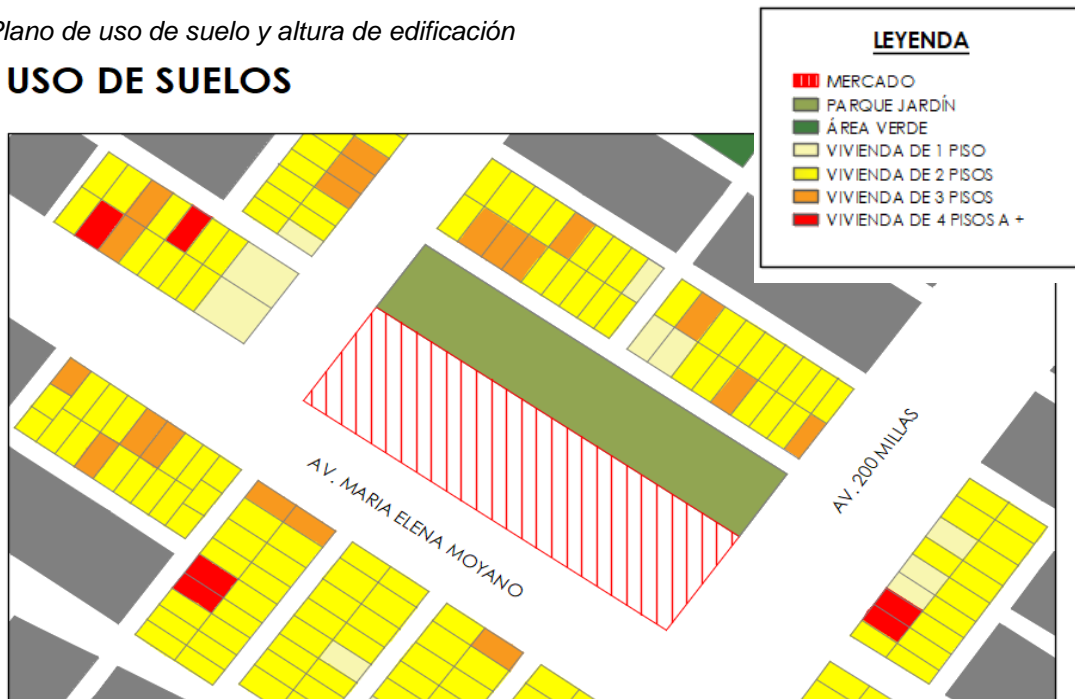 Plano de uso de suelo y altura de edificación
USO DE SUELOS
LEYENDA
MERCADO
PARQUE JARDÍN
ÁREA VERDE
VIVIENDA DE 1 PISO
VIVIENDA DE 2 PISOS
VIVIENDA DE 3 PISOS
VIVIENDA DE 4 PISOS A +
AV. 200 MILLAS
AV. MARIA ELENA MOYANO